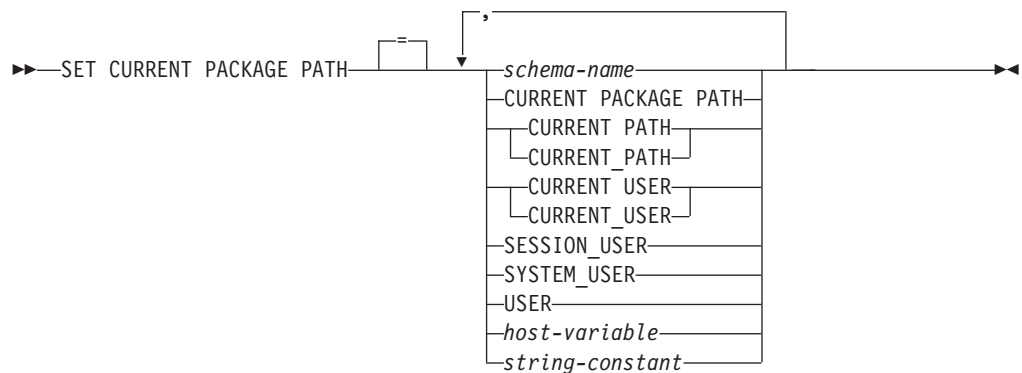 ,
=
SET CURRENT PACKAGE PATH schema-name
CURRENT PACKAGE PATH
CURRENT PATH
CURRENT_PATH
CURRENT USER
CURRENT_USER
SESSION_USER
SYSTEM_USER
USER
host-variable
string-constant